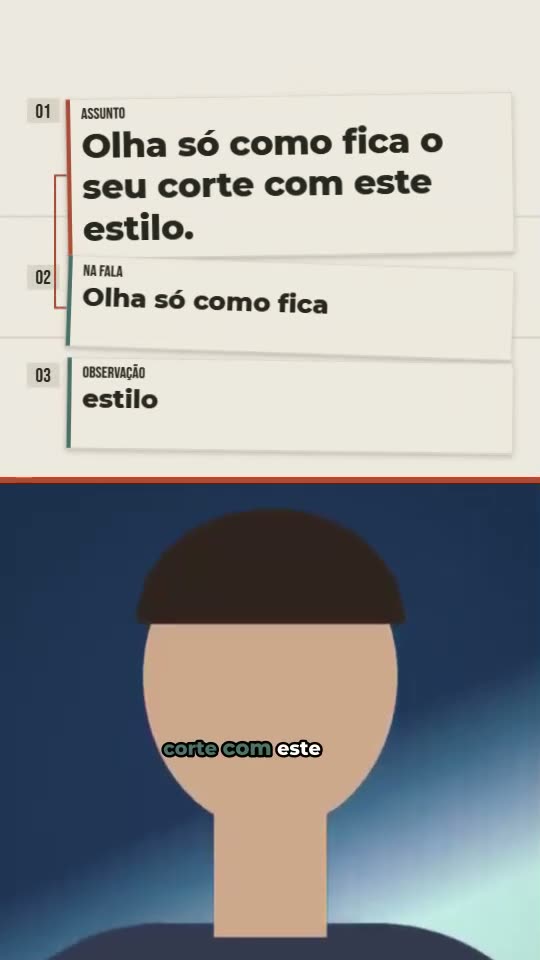 01
ASSUNTO
Olha só como fica o
seu corte com este
estilo.
02
NA FALA
Olha só como fica
03
OBSERVAÇÃO
estilo
corte com este